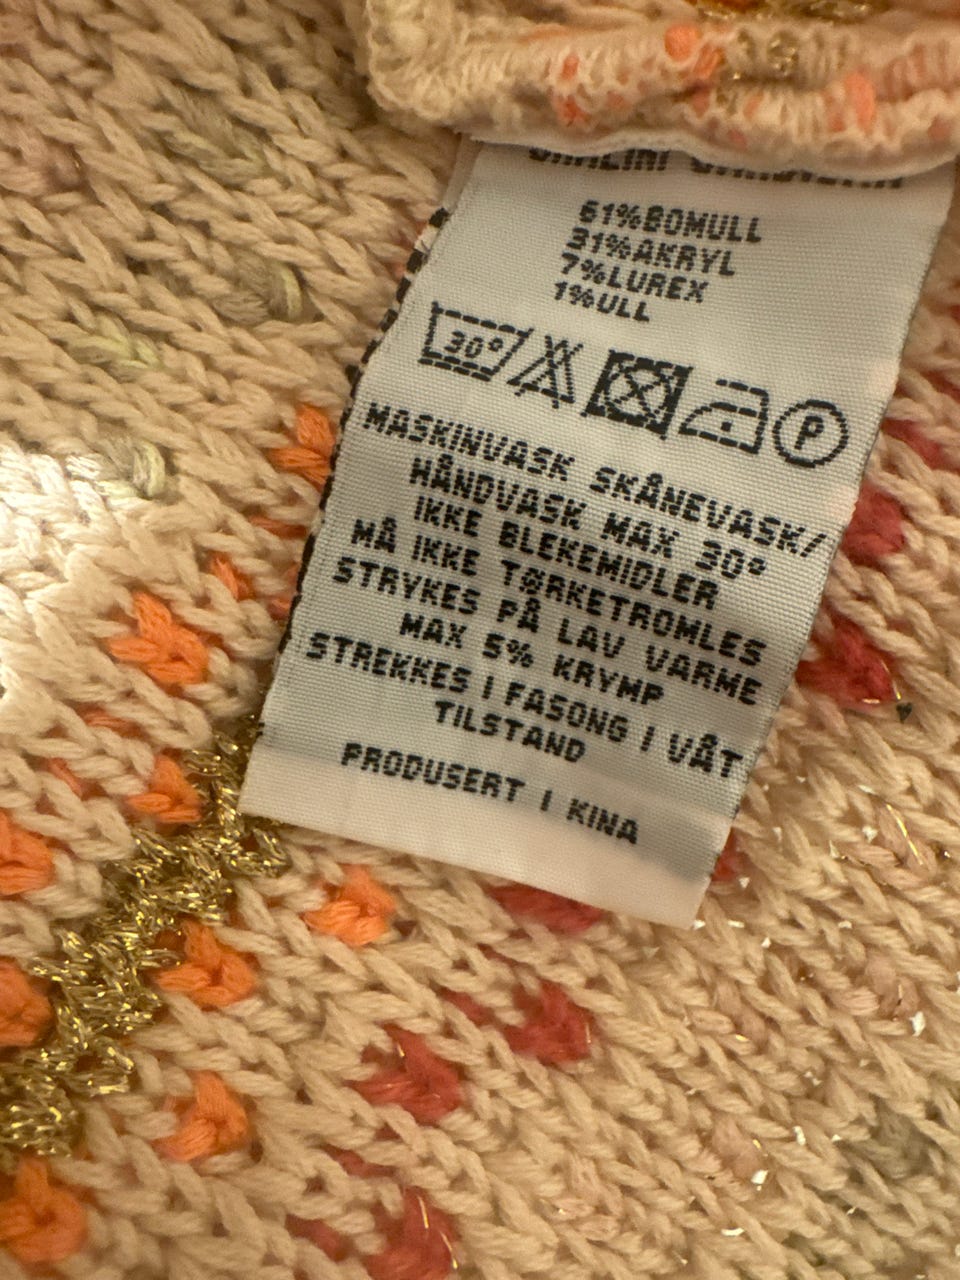 61%BOMULL
31%AKRYL
7%LUREX
1%ULL
30°
P
MASKINVASK SKÅNEVASK/
HÅNDVASK MAX 30°
IKKE BLEKEMIDLER
MÅ IKKE TØRKETROMLES
STRYKES PÅ LAV VARME
MAX 5% KRYMP
STREKKES I FASONG I VÅT
TILSTAND
PRODUSERT I KINA